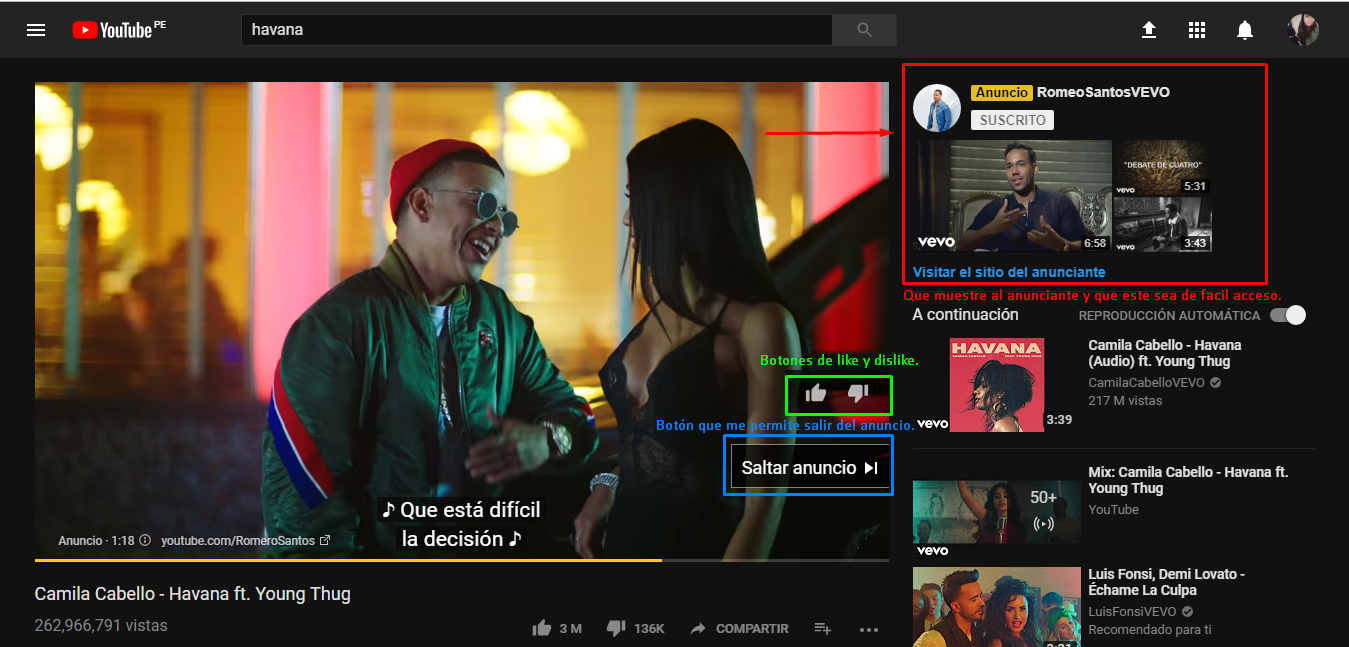 YouTube PE
havana
Anuncio RomeoSantosVEVO
SUSCRITO
"DEBATE DE CUATRO"
vevo 5:31
vevo 6:58
vevo 3:43
Visitar el sitio del anunciante
Que muestre al anunciante y que este sea de facil acceso.
A continuación REPRODUCCIÓN AUTOMÁTICA
HAVANA
Camila Cabello - Havana
(Audio) ft. Young Thug
CamilaCabelloVEVO
217 M vistas
vevo 3:39
Botones de like y dislike.
Botón que me permite salir del anuncio.
Saltar anuncio
♪ Que está difícil
la decisión ♪
Anuncio · 1:18 youtube.com/RomeroSantos
Mix: Camila Cabello - Havana ft.
Young Thug
YouTube
50+
vevo
Luis Fonsi, Demi Lovato -
Échame La Culpa
LuisFonsiVEVO
Recomendado para ti
Camila Cabello - Havana ft. Young Thug
262,966,791 vistas
3 M 136K COMPARTIR